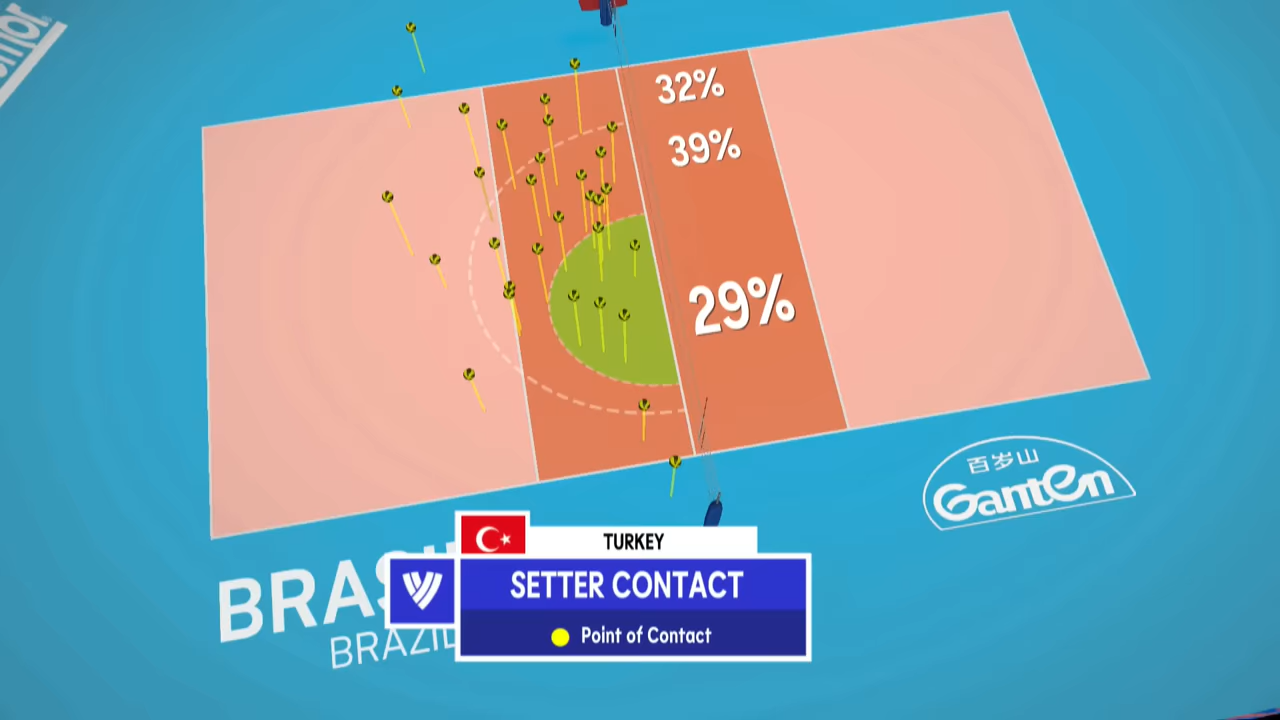 32%
39%
29%
百岁山
Ganten
BRAS
BRAZIL
TURKEY
SETTER CONTACT
Point of Contact